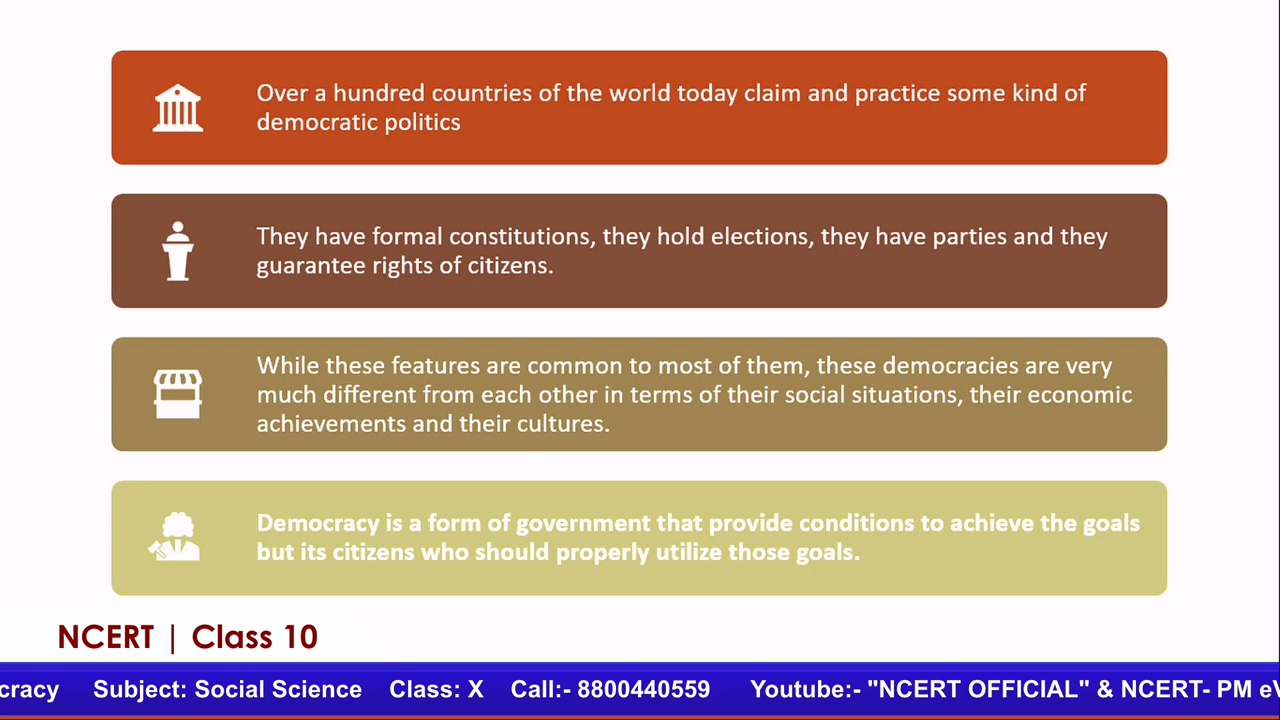 Over a hundred countries of the world today claim and practice some kind of
democratic politics
They have formal constitutions, they hold elections, they have parties and they
guarantee rights of citizens.
While these features are common to most of them, these democracies are very
much different from each other in terms of their social situations, their economic
achievements and their cultures.
Democracy is a form of government that provide conditions to achieve the goals
but its citizens who should properly utilize those goals.
NCERT | Class 10
cracy Subject: Social Science Class: X Call:- 8800440559 Youtube:- "NCERT OFFICIAL" & NCERT- PM eV